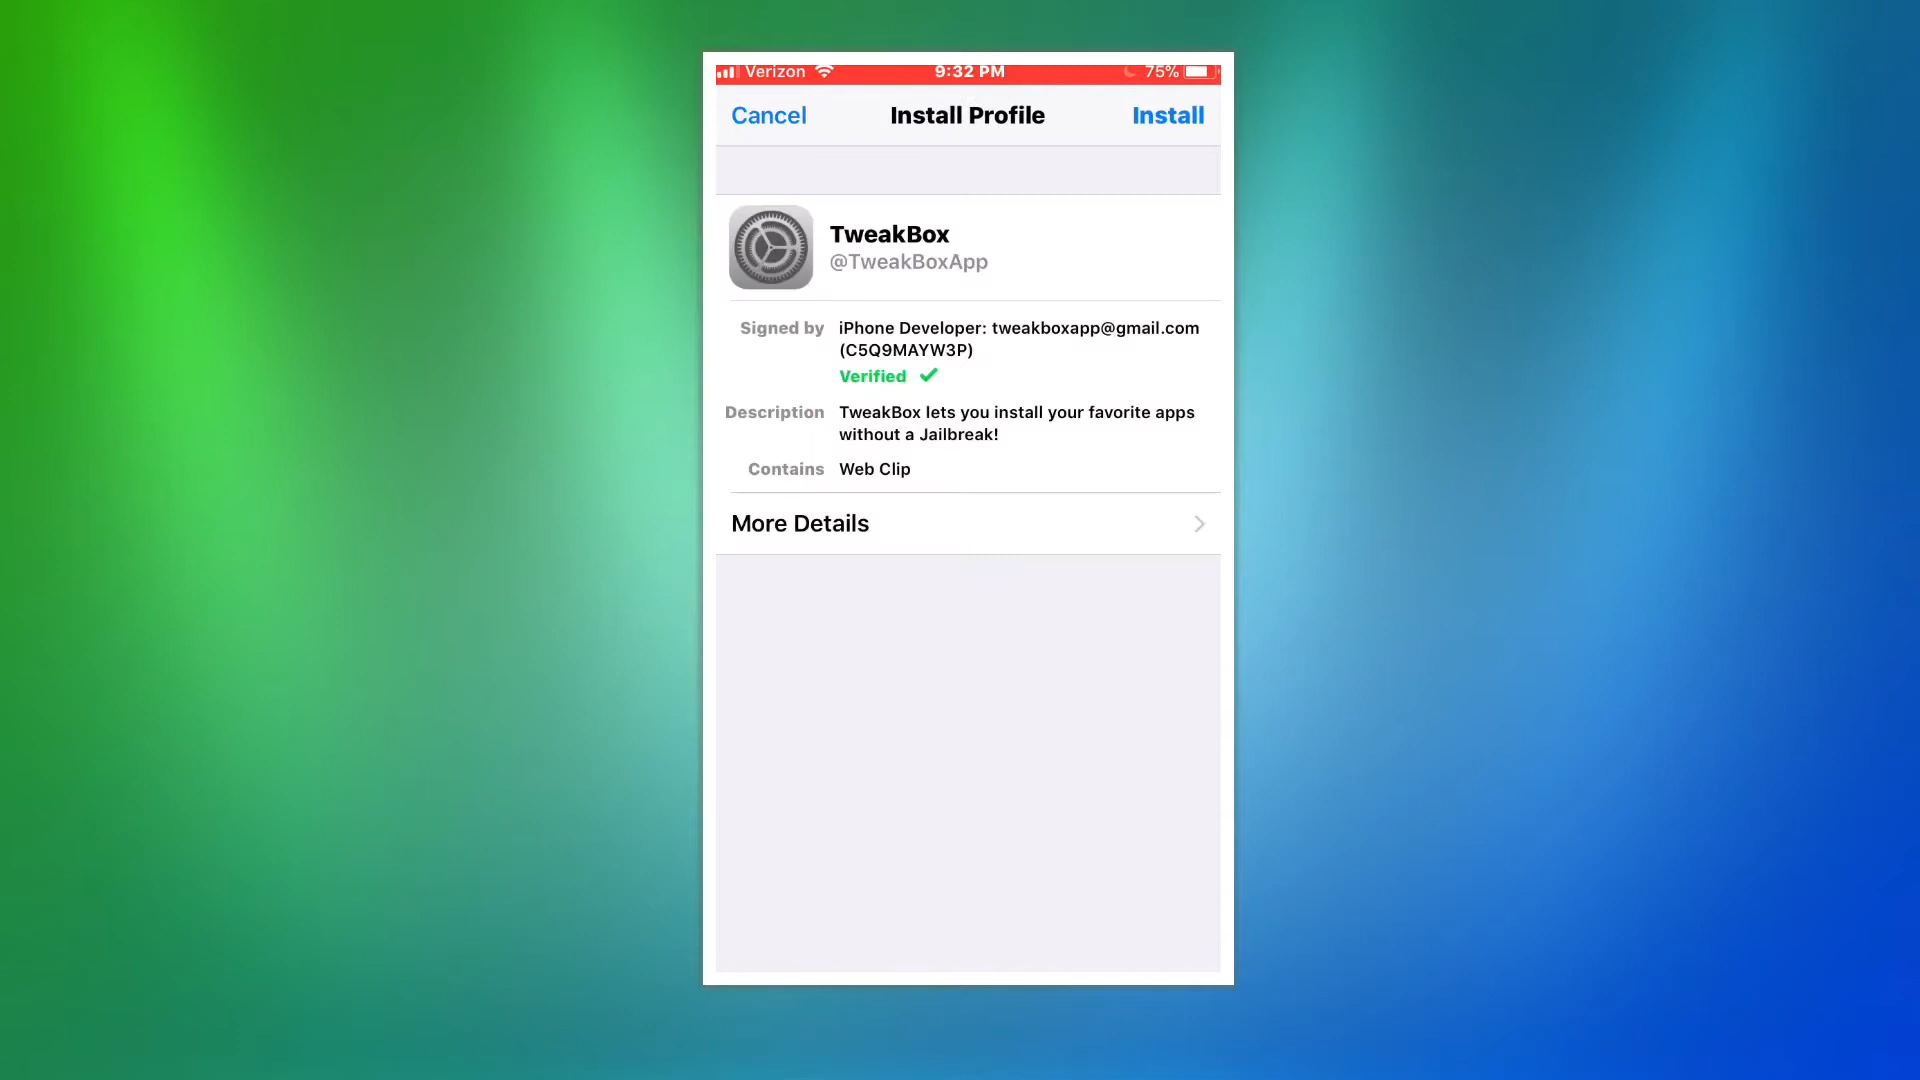 Verizon 9:32 PM 75%
Cancel Install Profile Install
TweakBox
@TweakBoxApp
Signed by iPhone Developer: tweakboxapp@gmail.com
(C5Q9MAYW3P)
Verified
Description TweakBox lets you install your favorite apps
without a Jailbreak!
Contains Web Clip
More Details